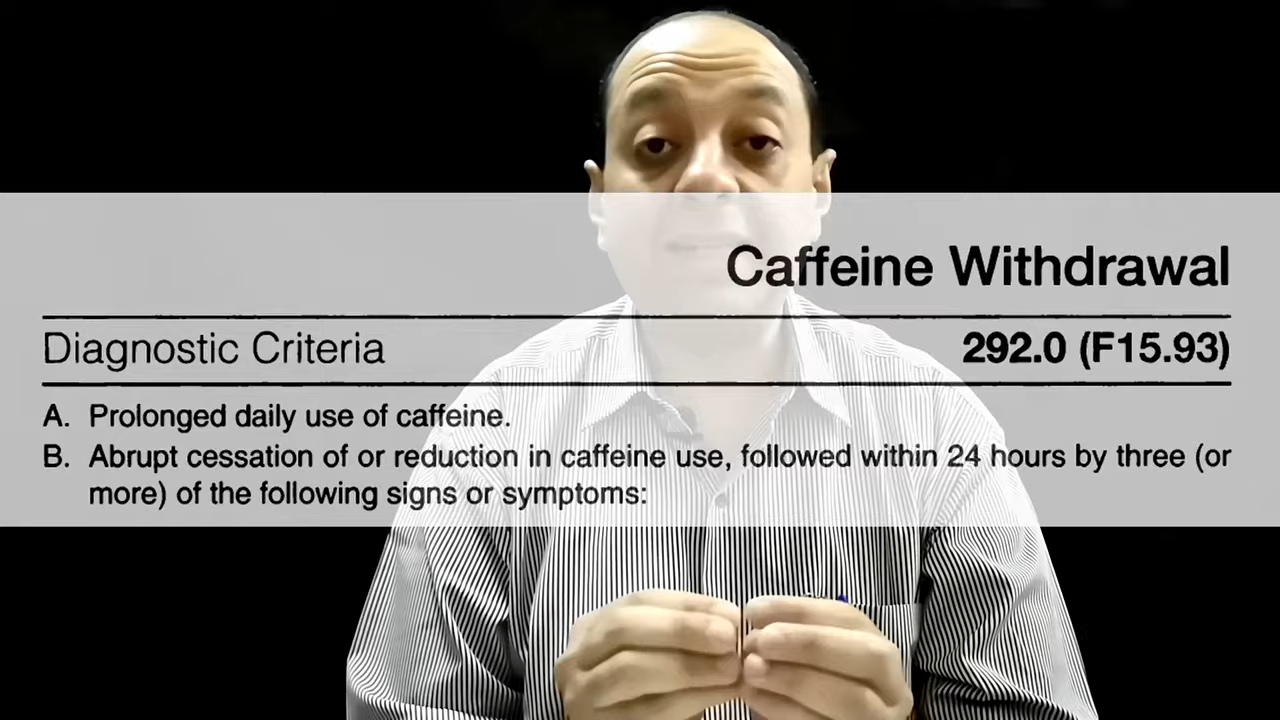 Caffeine Withdrawal
Diagnostic Criteria 292.0 (F15.93)
A. Prolonged daily use of caffeine.
B. Abrupt cessation of or reduction in caffeine use, followed within 24 hours by three (or
more) of the following signs or symptoms: